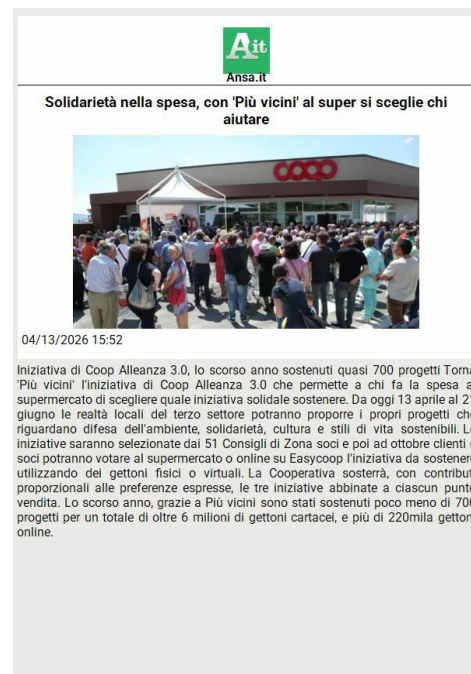 Ait
Ansa.it
Solidarietà nella spesa, con 'Più vicini' al super si sceglie chi
aiutare
coop
04/13/2026 15:52
Iniziativa di Coop Alleanza 3.0, lo scorso anno sostenuti quasi 700 progetti Torna
'Più vicini' l'iniziativa di Coop Alleanza 3.0 che permette a chi fa la spesa al
supermercato di scegliere quale iniziativa solidale sostenere. Da oggi 13 aprile al 21
giugno le realtà locali del terzo settore potranno proporre i propri progetti che
riguardano difesa dell'ambiente, solidarietà, cultura e stili di vita sostenibili. Le
iniziative saranno selezionate dai 51 Consigli di Zona soci e poi ad ottobre clienti e
soci potranno votare al supermercato o online su Easycoop l'iniziativa da sostenere
utilizzando dei gettoni fisici o virtuali. La Cooperativa sosterrà, con contributi
proporzionali alle preferenze espresse, le tre iniziative abbinate a ciascun punto
vendita. Lo scorso anno, grazie a Più vicini sono stati sostenuti poco meno di 700
progetti per un totale di oltre 6 milioni di gettoni cartacei, e più di 220mila gettoni
online.